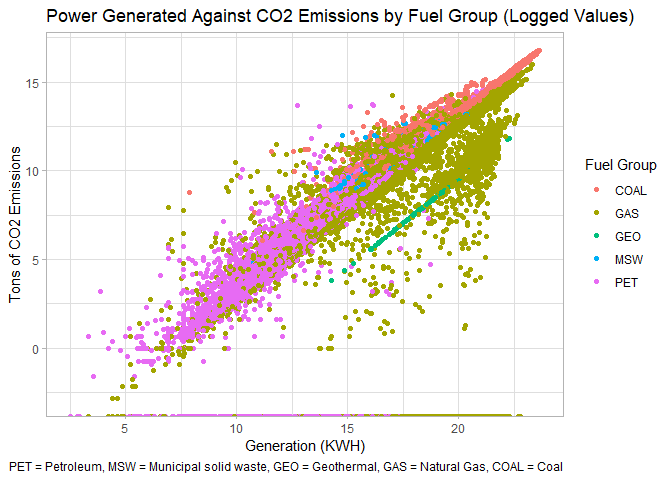 Power Generated Against CO2 Emissions by Fuel Group (Logged Values)
15
10
5
0
Tons of CO2 Emissions
5
10
15
20
Generation (KWH)
Fuel Group
COAL
GAS
GEO
MSW
PET
PET = Petroleum, MSW = Municipal solid waste, GEO = Geothermal, GAS = Natural Gas, COAL = Coal